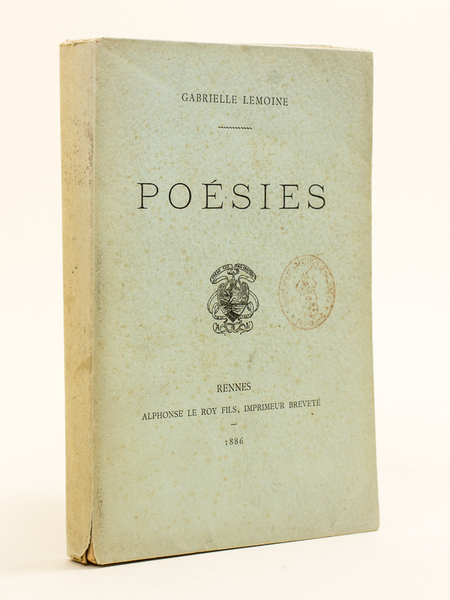 GABRIELLE LEMOINE
POÉSIES
RENNES
ALPHONSE LE ROY FILS, IMPRIMEUR BREVETÉ
1886